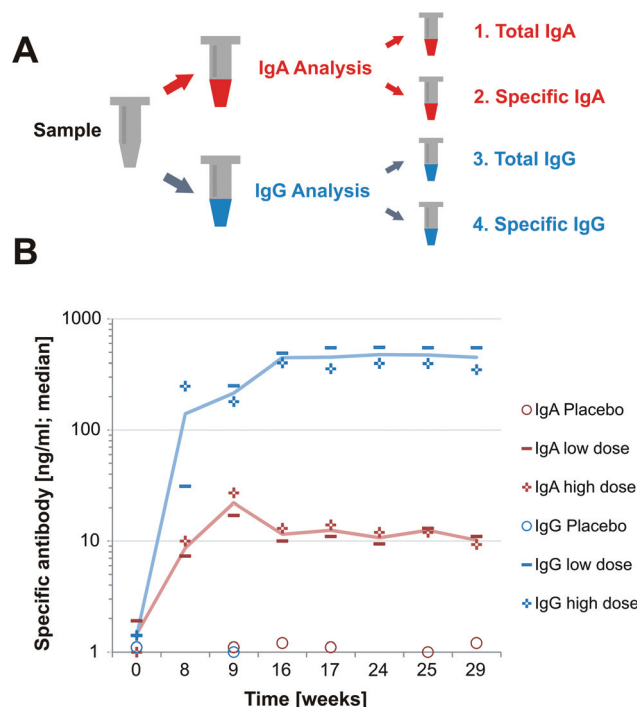 A
Sample
IgA Analysis
IgG Analysis
1. Total IgA
2. Specific IgA
3. Total IgG
4. Specific IgG
B
Specific antibody [ng/ml; median]
1000
100
10
1
0 8 9 16 17 24 25 29
Time [weeks]
IgA Placebo
IgA low dose
IgA high dose
IgG Placebo
IgG low dose
IgG high dose